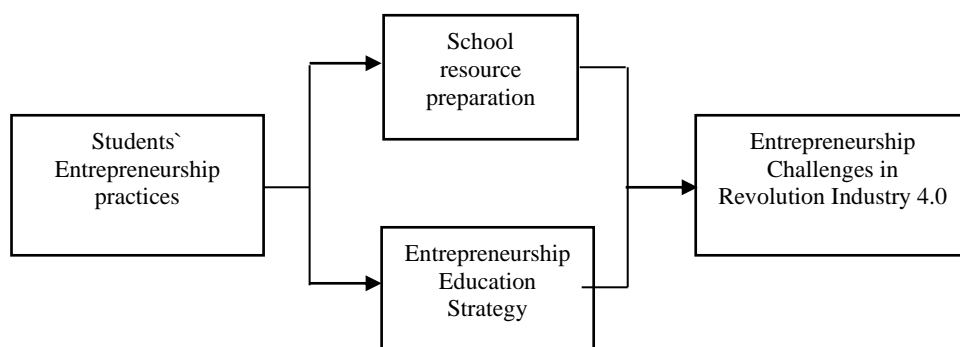 School
resource
preparation
Students`
Entrepreneurship
practices
Entrepreneurship
Challenges in
Revolution Industry 4.0
Entrepreneurship
Education
Strategy